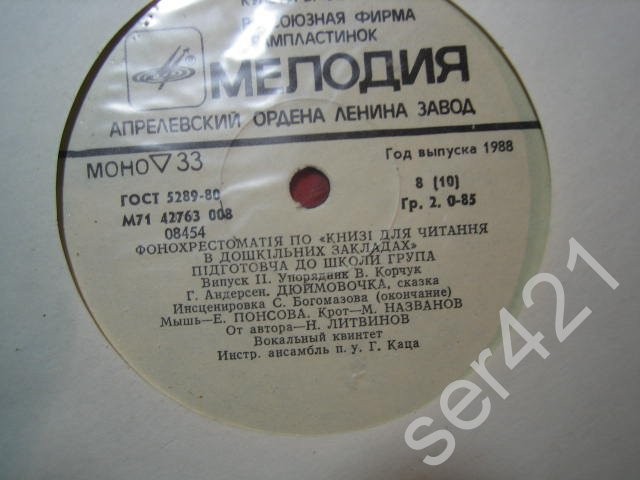 ФИРМА
МЕЛОДИЯ
АПРЕЛЕВСКИЙ ОРДЕНА ЛЕНИНА ЗАВОД
МОНО ▽ 33
Год выпуска 1988
ГОСТ 5289-80
8 (10)
М71 42763 008
Гр. 2. 0-85
08454
ФОНОХРЕСТОМАТІЯ ПО «КНИЗІ ДЛЯ ЧИТАННЯ
В ДОШКІЛЬНИХ ЗАКЛАДАХ»
ПІДГОТОВЧА ДО ШКОЛИ ГРУПА
Випуск II. Упорядник В. Корчук
Г. Андерсен. ДЮЙМОВОЧКА, сказка
Инсценировка С. Богомазова (окончание)
Мышь—Е. ПОНСОВА. Крот—М. НАЗВАНОВ
От автора—Н. ЛИТВИНОВ
Вокальный квинтет
Инстр. ансамбль п. у. Г. Каца
ser421